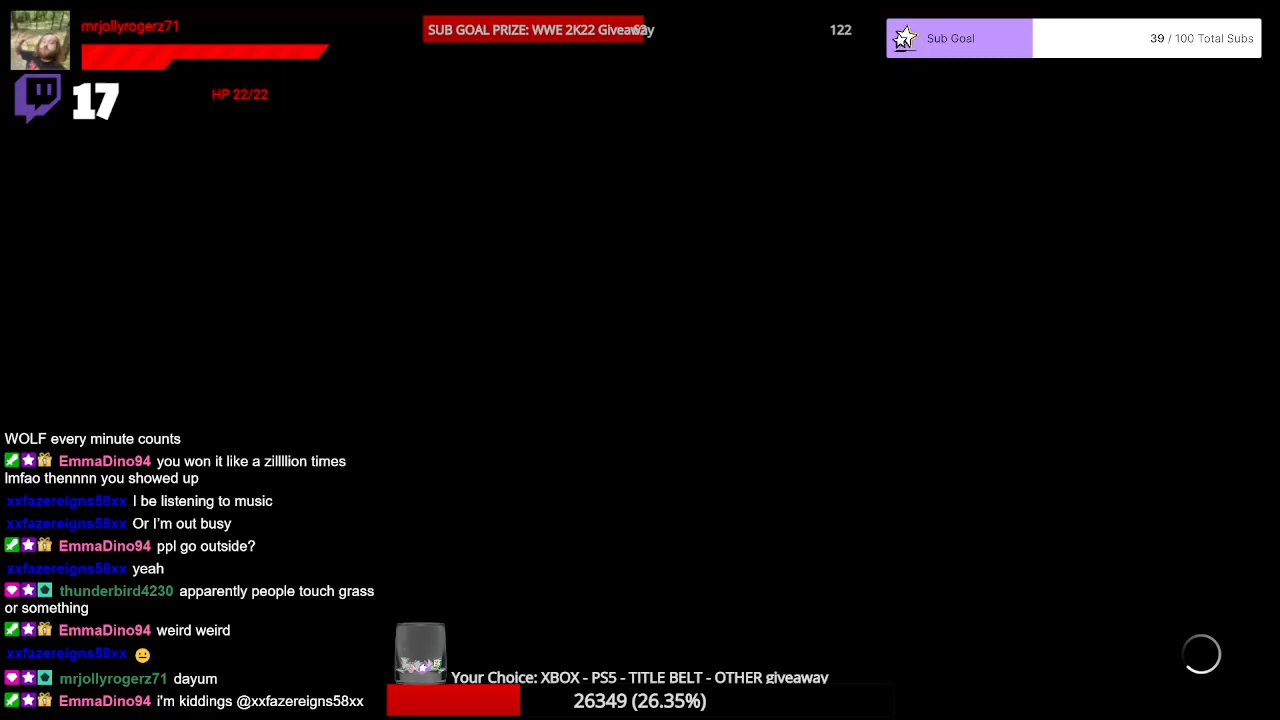 mrjollyrogerz71
SUB GOAL PRIZE: WWE 2K22 Giveaway
122
Sub Goal
39 / 100 Total Subs
17
HP 22/22
WOLF every minute counts
EmmaDino94 you won it like a zillllion times
lmfao thennnn you showed up
xxfazereigns58xx I be listening to music
xxfazereigns58xx Or I'm out busy
EmmaDino94 ppl go outside?
xxfazereigns58xx yeah
thunderbird4230 apparently people touch grass
or something
EmmaDino94 weird weird
xxfazereigns58xx 😐
mrjollyrogerz71 dayum
EmmaDino94 i'm kiddings @xxfazereigns58xx
Your Choice: XBOX - PS5 - TITLE BELT - OTHER giveaway
26349 (26.35%)